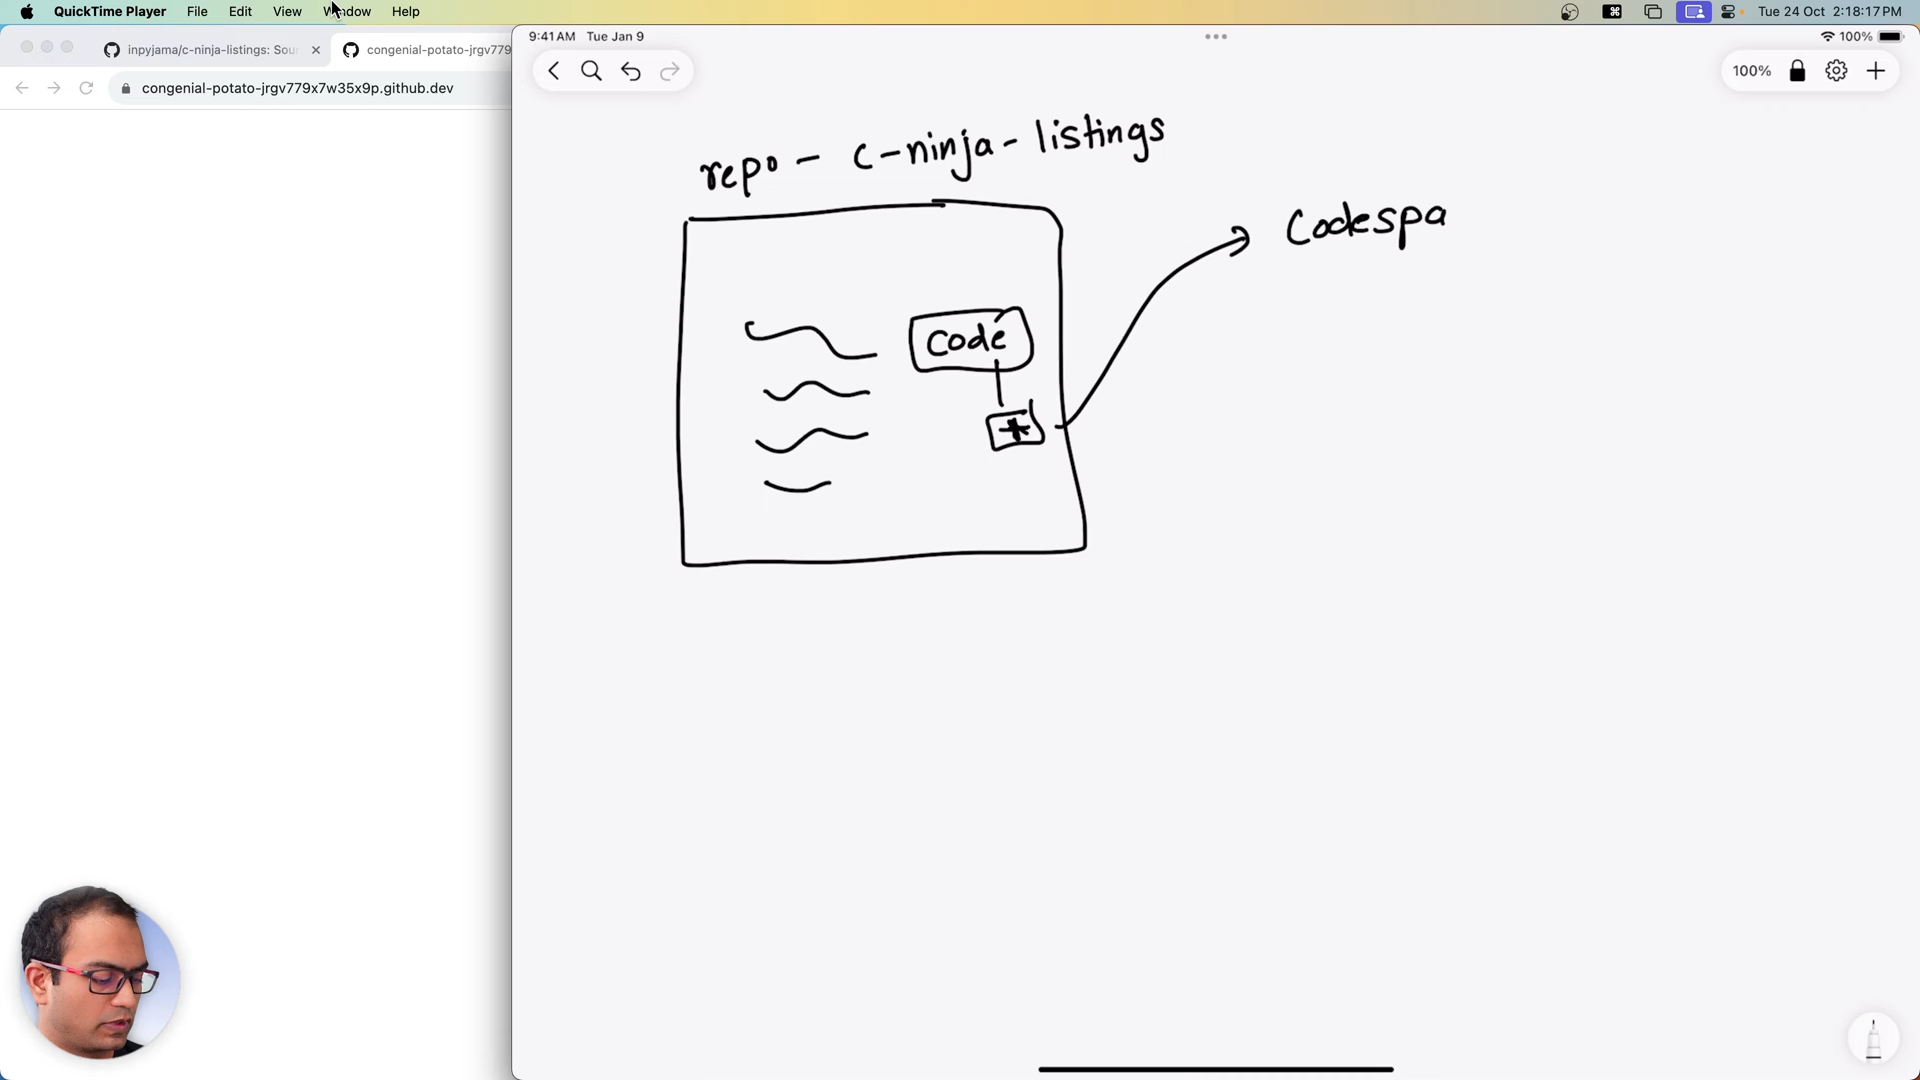 QuickTime Player File Edit View Window Help Tue 24 Oct 2:18:17 PM
inpyjama/c-ninja-listings: Sou
congenial-potato-jrgv779
congenial-potato-jrgv779x7w35x9p.github.dev
9:41 AM Tue Jan 9
100%
100%
repo - c-ninja-listings
Codespa
Code
+